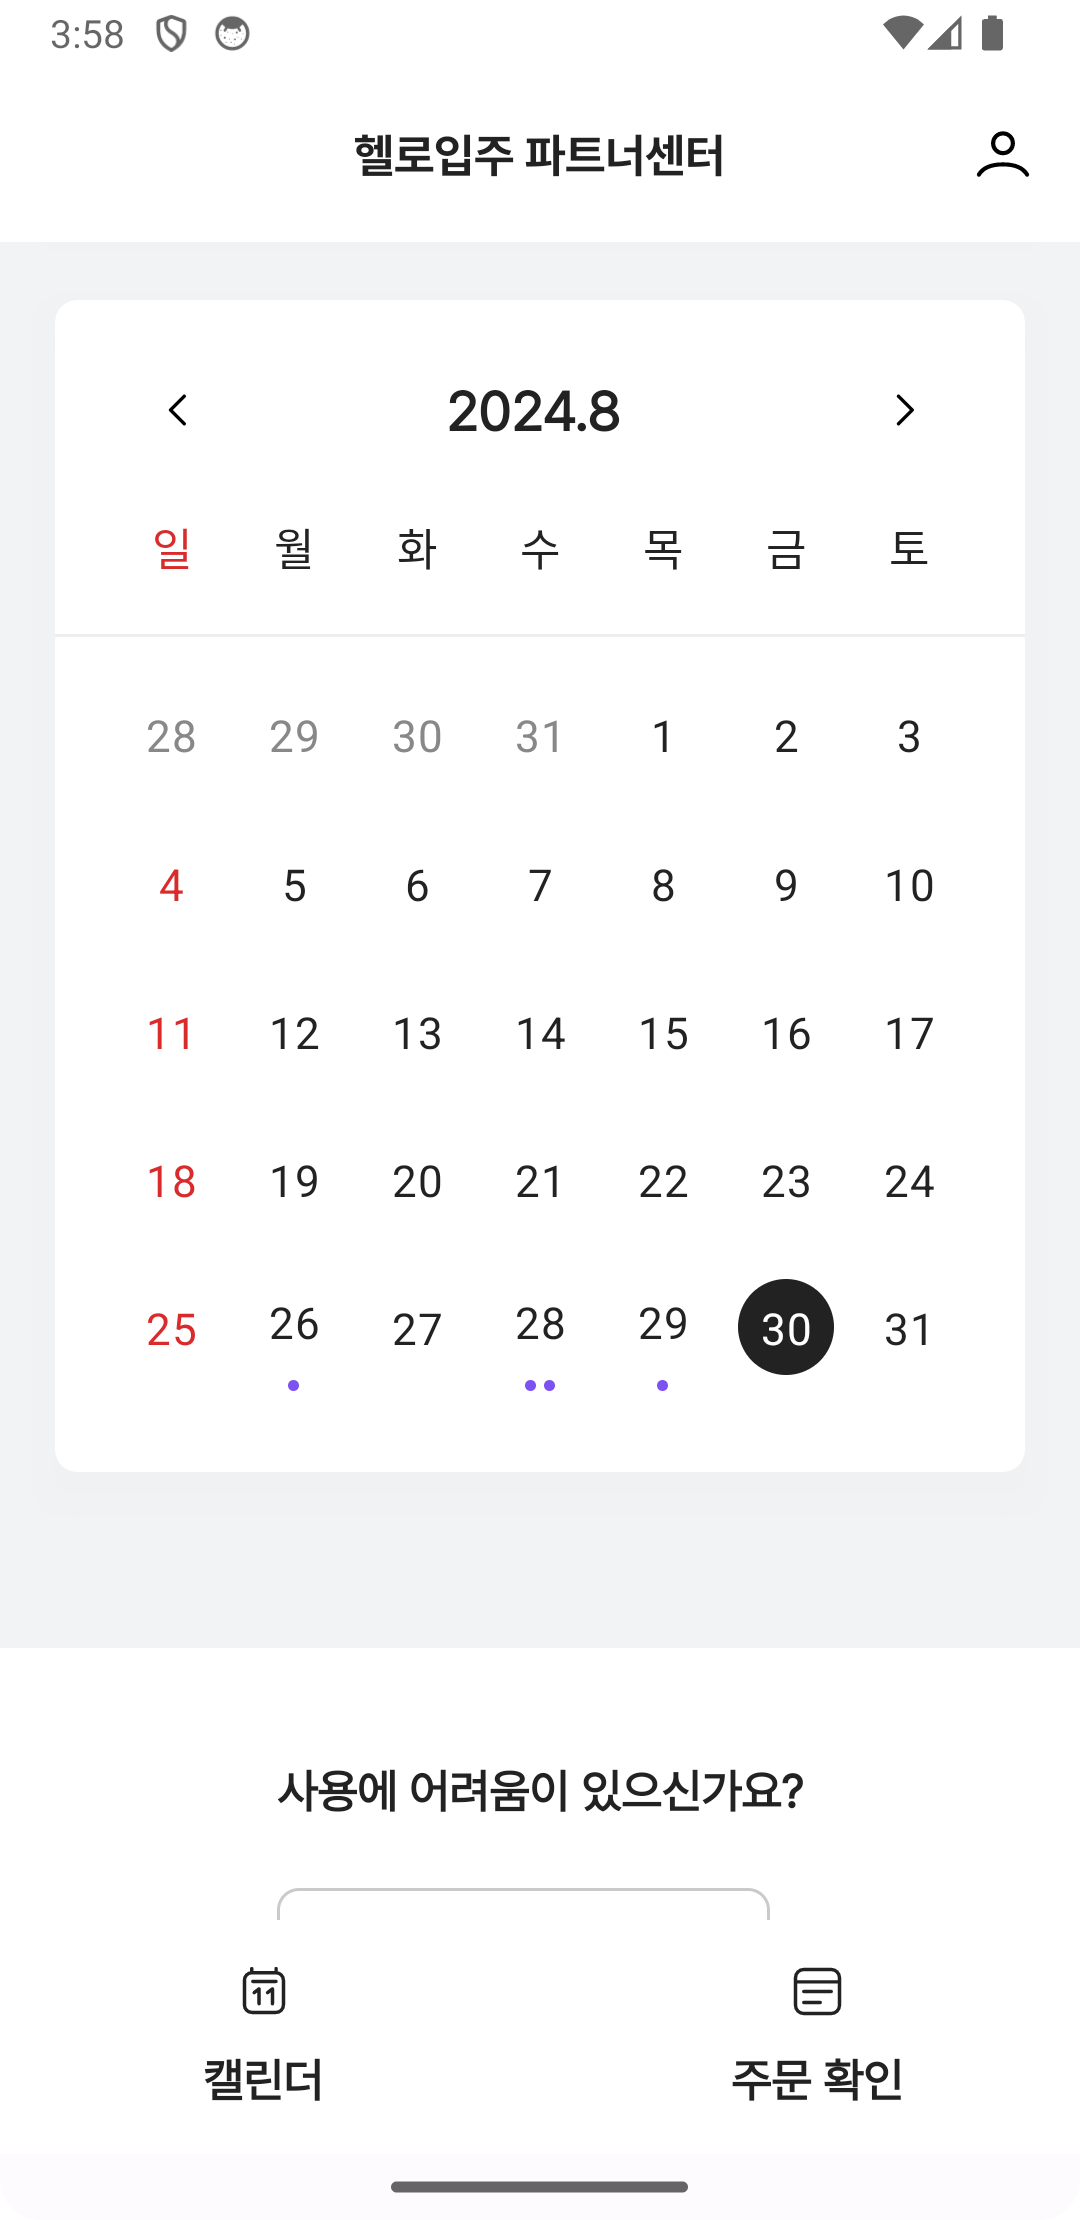 3:58
헬로입주 파트너센터
2024.8
일 월 화 수 목 금 토
28 29 30 31 1 2 3
4 5 6 7 8 9 10
11 12 13 14 15 16 17
18 19 20 21 22 23 24
25 26 27 28 29 30 31
사용에 어려움이 있으신가요?
11
캘린더 주문 확인